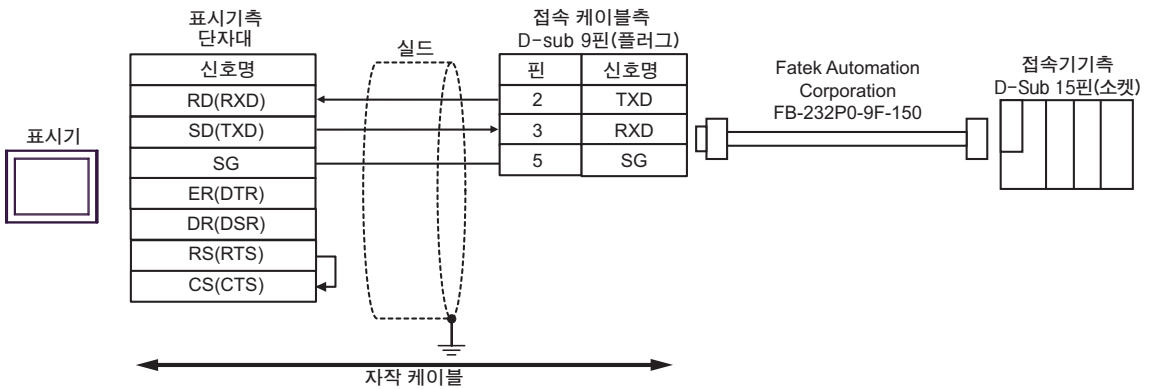 표시기
표시기측
단자대
신호명
RD(RXD)
SD(TXD)
SG
ER(DTR)
DR(DSR)
RS(RTS)
CS(CTS)
실드
접속 케이블측
D-sub 9핀(플러그)
핀 신호명
2 TXD
3 RXD
5 SG
Fatek Automation
Corporation
FB-232P0-9F-150
접속기기측
D-Sub 15핀(소켓)
자작 케이블